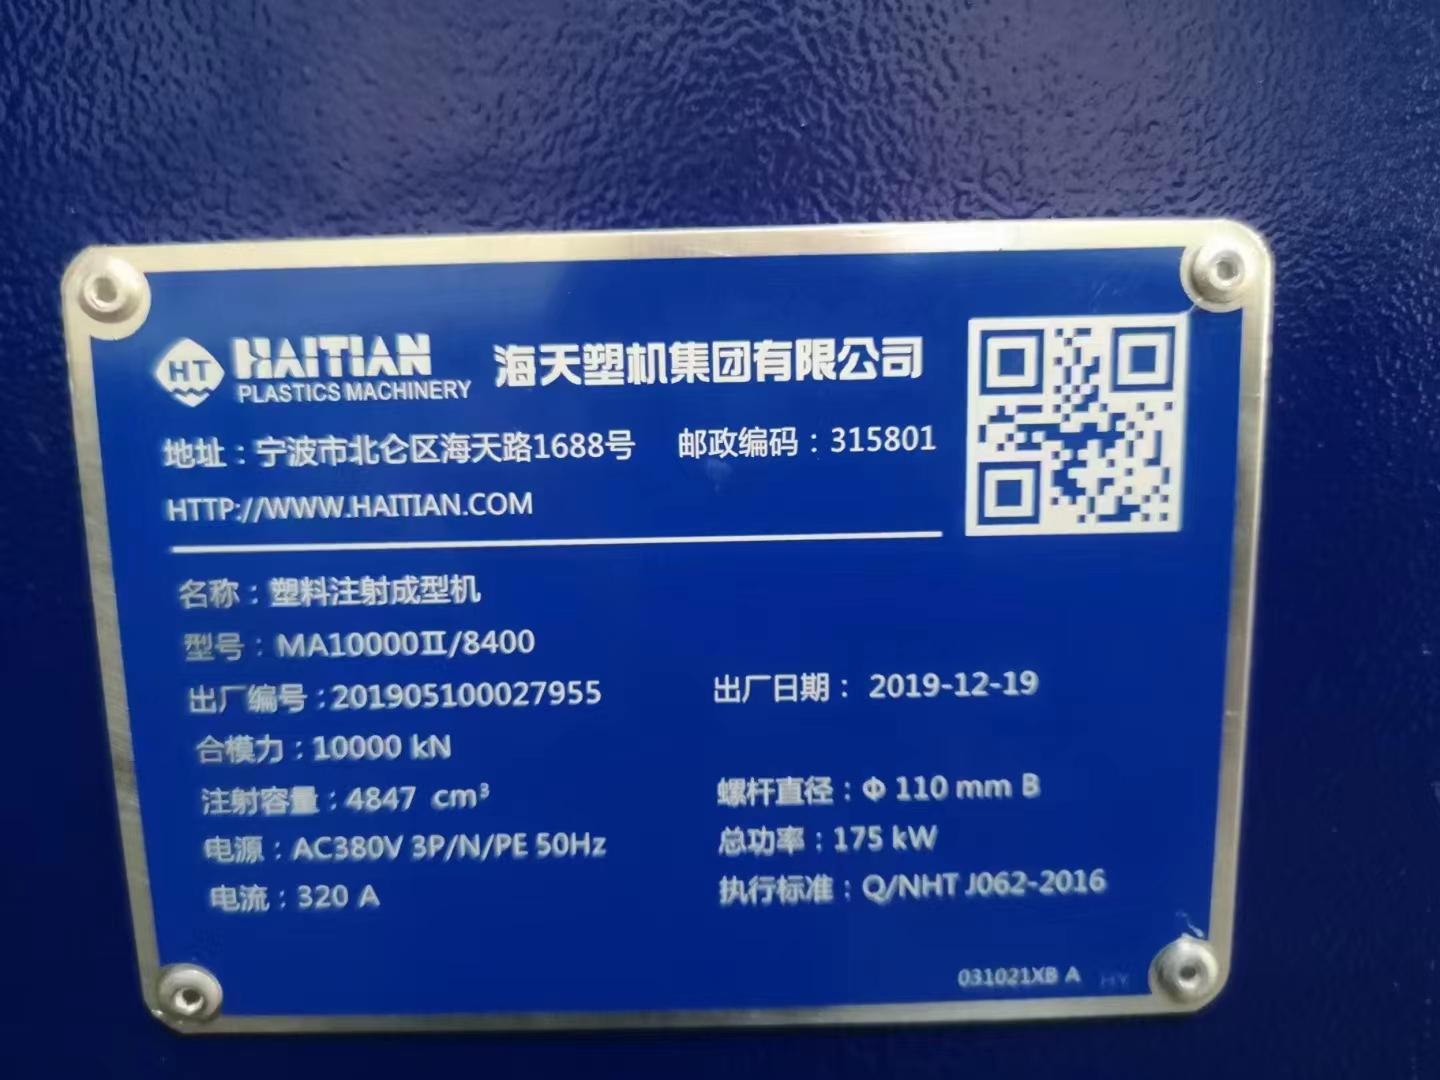 HT HAITIAN 海天塑机集团有限公司
PLASTICS MACHINERY
地址：宁波市北仑区海天路1688号 邮政编码：315801
HTTP://WWW.HAITIAN.COM
名称：塑料注射成型机
型号：MA10000Ⅱ/8400
出厂编号：201905100027955 出厂日期：2019-12-19
合模力：10000 kN
注射容量：4847 cm³ 螺杆直径：Φ 110 mm B
电源：AC380V 3P/N/PE 50Hz 总功率：175 kW
电流：320 A 执行标准：Q/NHT J062-2016
031021XB A HY